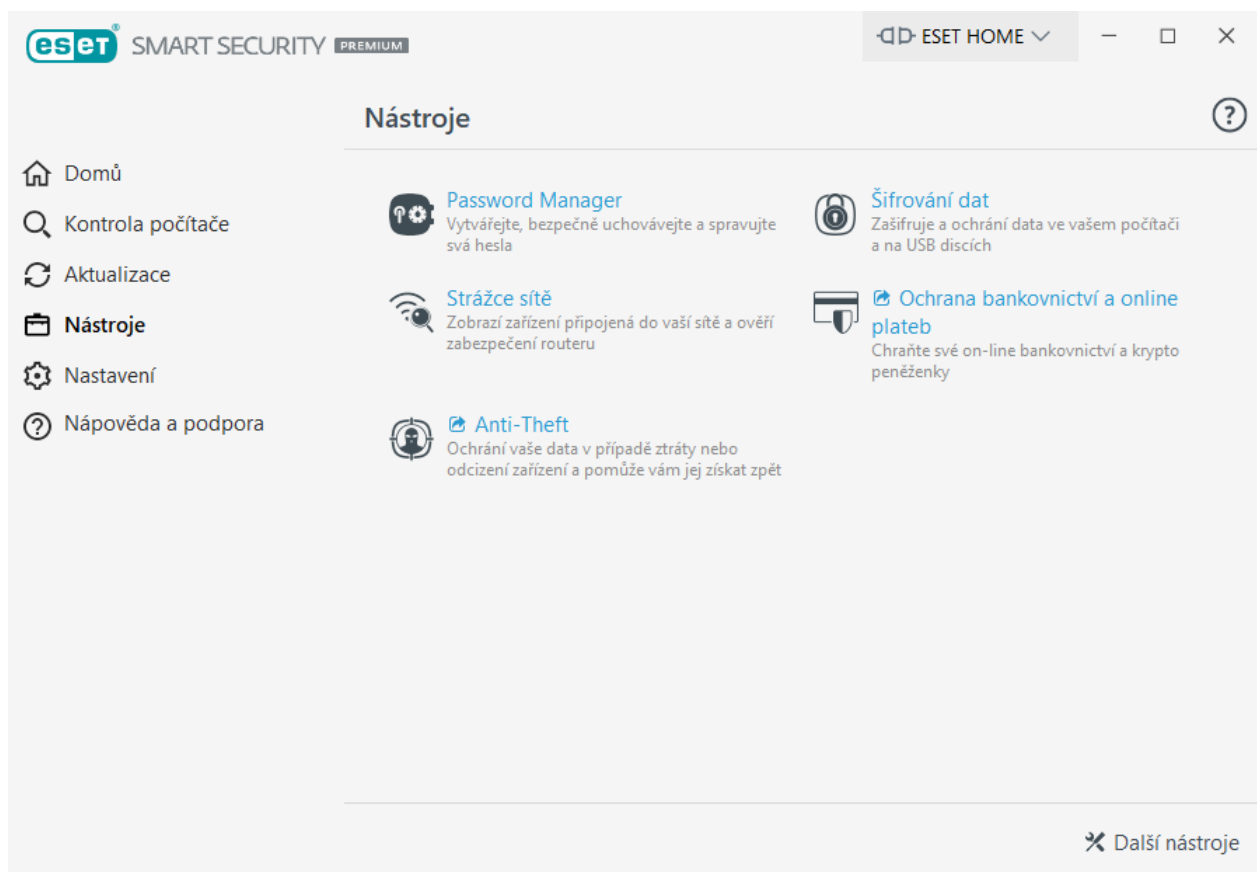 eset® SMART SECURITY PREMIUM
ESET HOME
Nástroje
Domů
Kontrola počítače
Aktualizace
Nástroje
Nastavení
Nápověda a podpora
Password Manager
Vytvářejte, bezpečně uchovávejte a spravujte
svá hesla
Šifrování dat
Zašifruje a ochrání data ve vašem počítači
a na USB discích
Strážce sítě
Zobrazí zařízení připojená do vaší sítě a ověří
zabezpečení routeru
Ochrana bankovnictví a online
plateb
Chraňte své on-line bankovnictví a krypto
peněženky
Anti-Theft
Ochrání vaše data v případě ztráty nebo
odcizení zařízení a pomůže vám jej získat zpět
Další nástroje